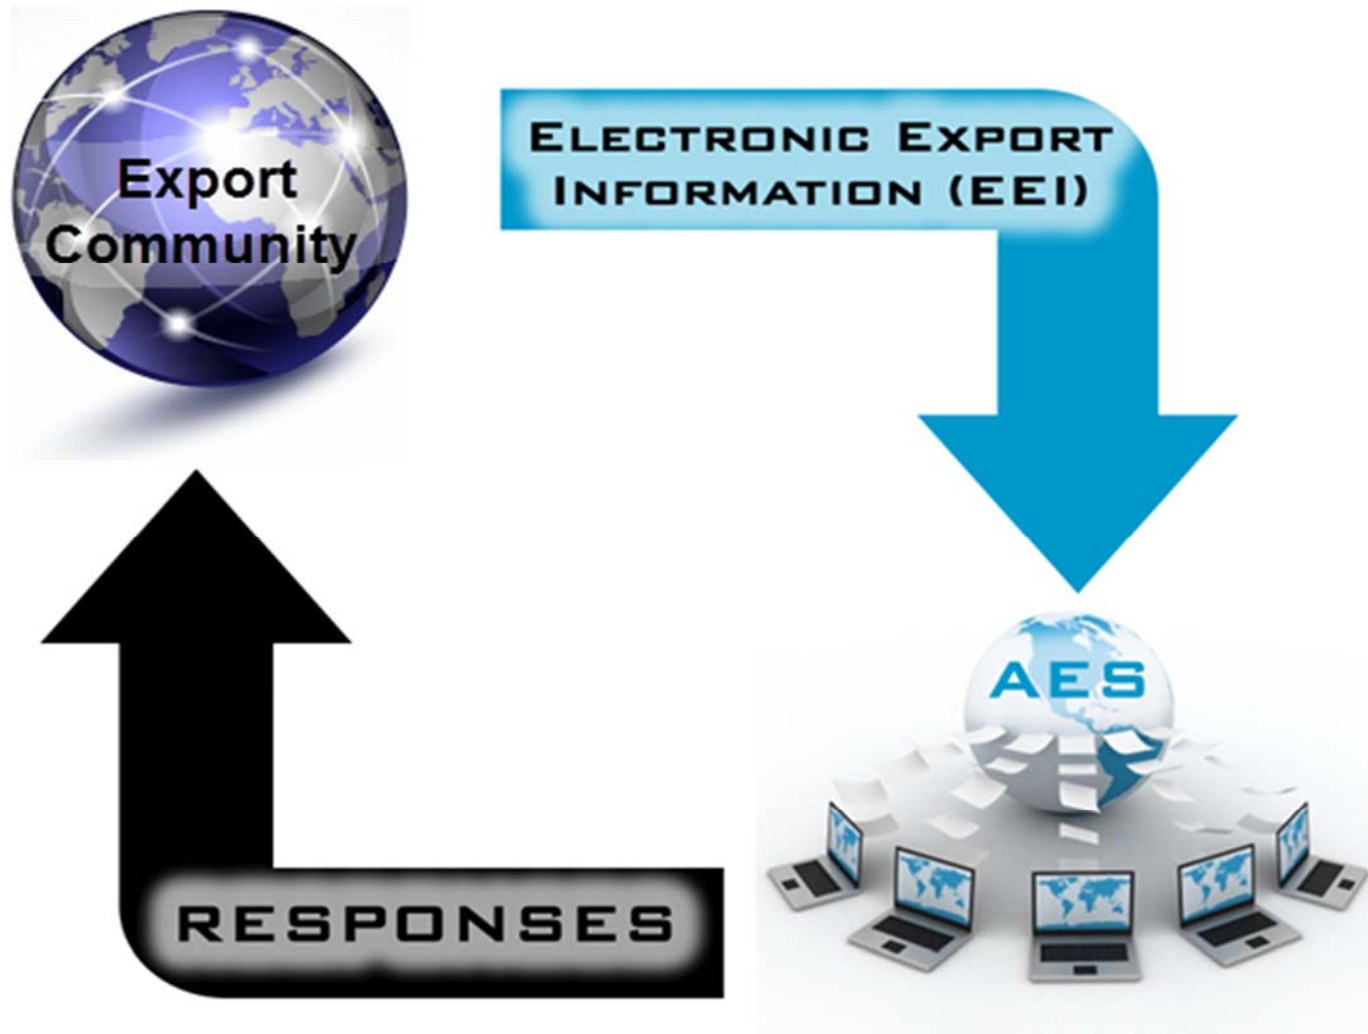 Export
Community
ELECTRONIC EXPORT
INFORMATION (EEI)
AES
RESPONSES